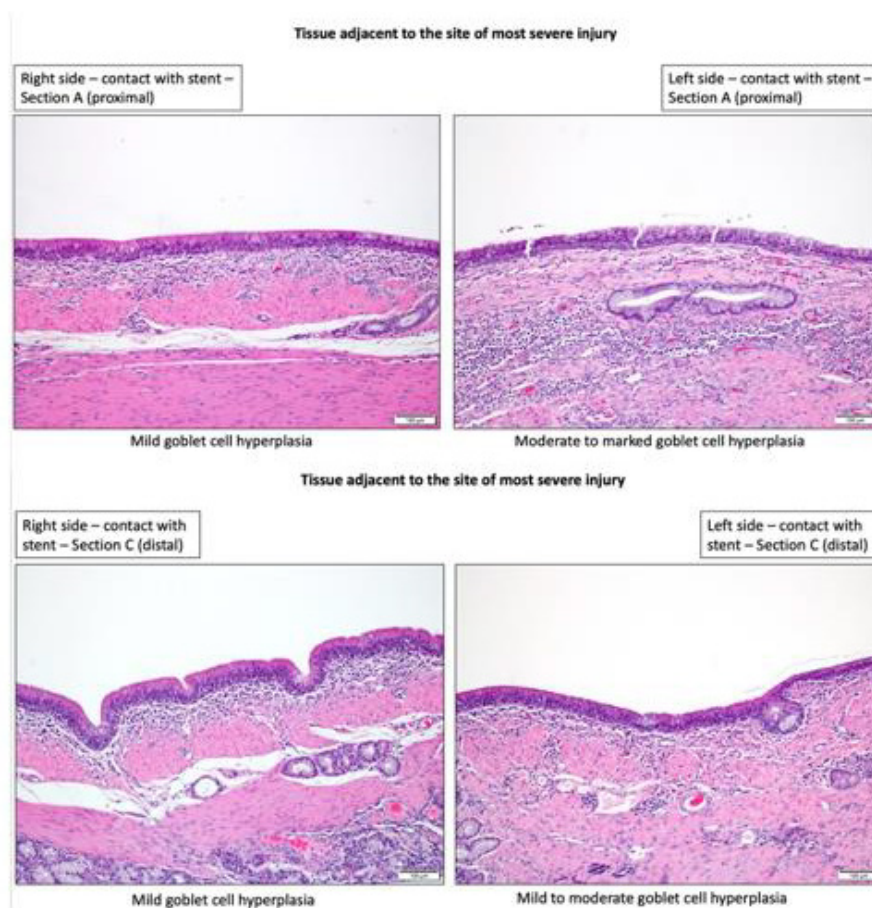 Tissue adjacent to the site of most severe injury
Right side – contact with stent –
Section A (proximal)
Left side – contact with stent –
Section A (proximal)
Mild goblet cell hyperplasia
Moderate to marked goblet cell hyperplasia
Tissue adjacent to the site of most severe injury
Right side – contact with
stent – Section C (distal)
Left side – contact with
stent – Section C (distal)
Mild goblet cell hyperplasia
Mild to moderate goblet cell hyperplasia